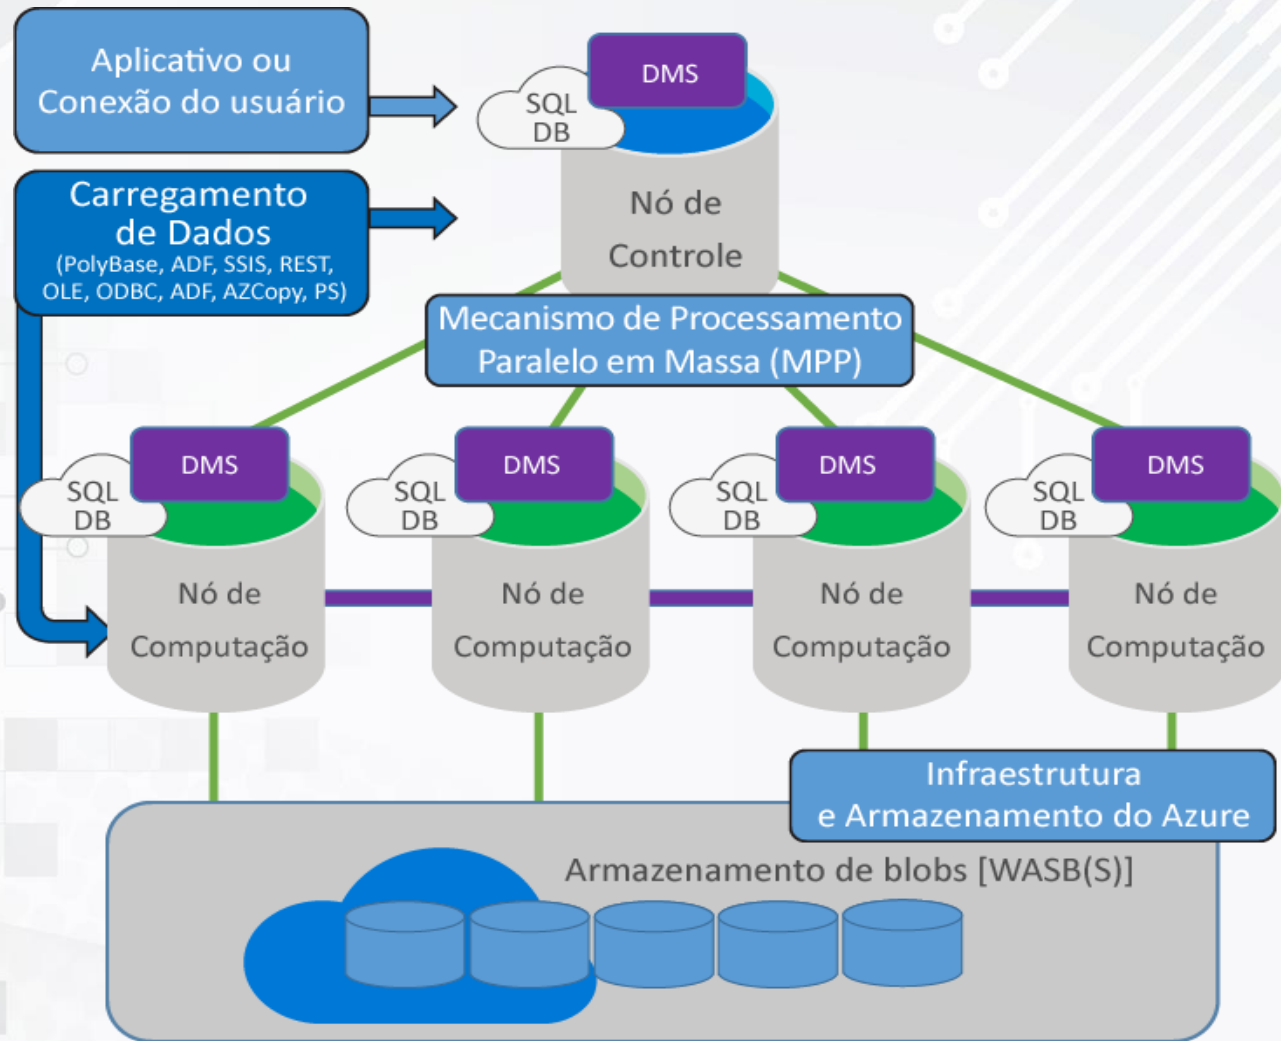 Aplicativo ou
Conexão do usuário
DMS
SQL
DB
Nó de
Controle
Carregamento
de Dados
(PolyBase, ADF, SSIS, REST,
OLE, ODBC, ADF, AZCopy, PS)
Mecanismo de Processamento
Paralelo em Massa (MPP)
DMS
SQL
DB
Nó de
Computação
DMS
SQL
DB
Nó de
Computação
DMS
SQL
DB
Nó de
Computação
DMS
SQL
DB
Nó de
Computação
Infraestrutura
e Armazenamento do Azure
Armazenamento de blobs [WASB(S)]